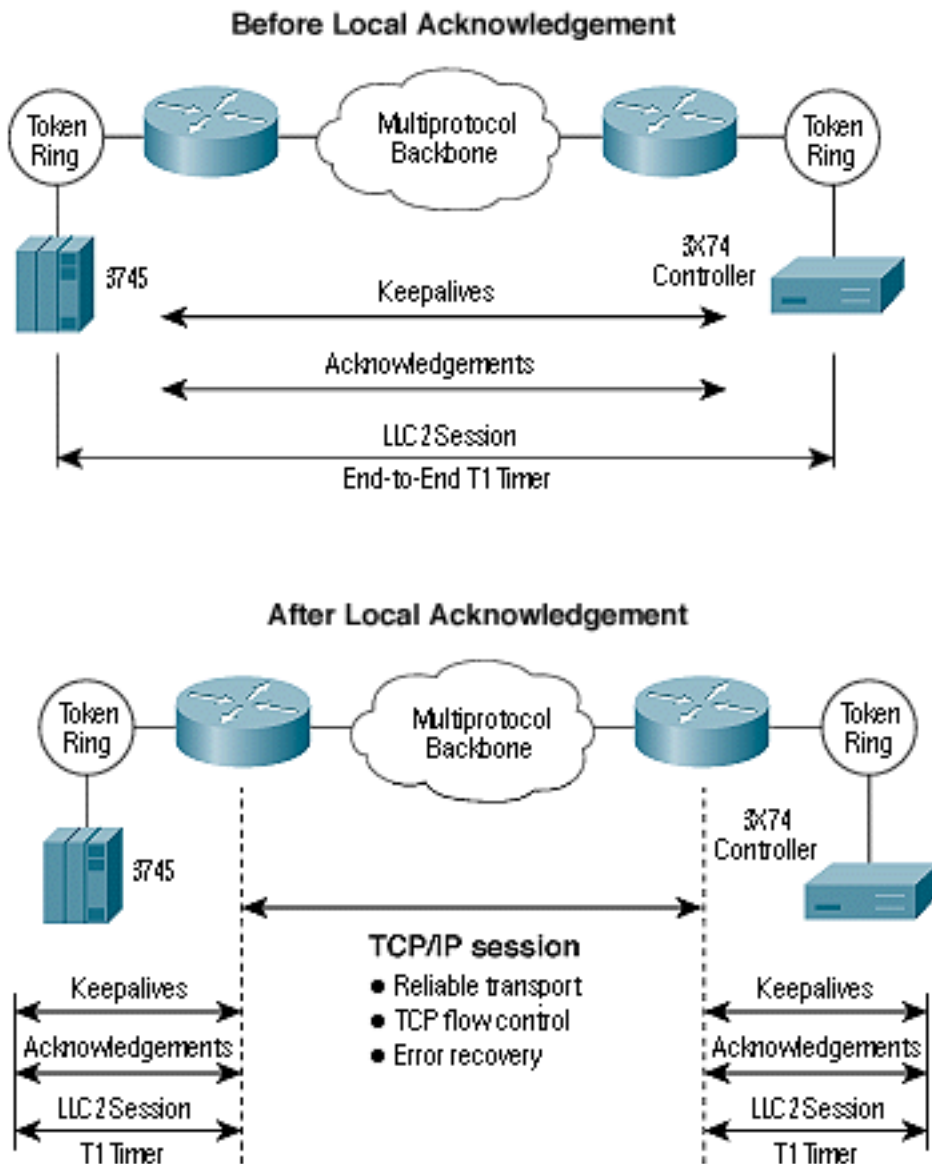 Before Local Acknowledgement
Token
Ring
Multiprotocol
Backbone
Token
Ring
3745
3X74
Controller
Keepalives
Acknowledgements
LLC2 Session
End-to-End T1 Timer
After Local Acknowledgement
Token
Ring
Multiprotocol
Backbone
Token
Ring
3745
3X74
Controller
TCP/IP session
● Reliable transport
● TCP flow control
● Error recovery
Keepalives
Acknowledgements
LLC2 Session
T1 Timer
Keepalives
Acknowledgements
LLC2 Session
T1 Timer